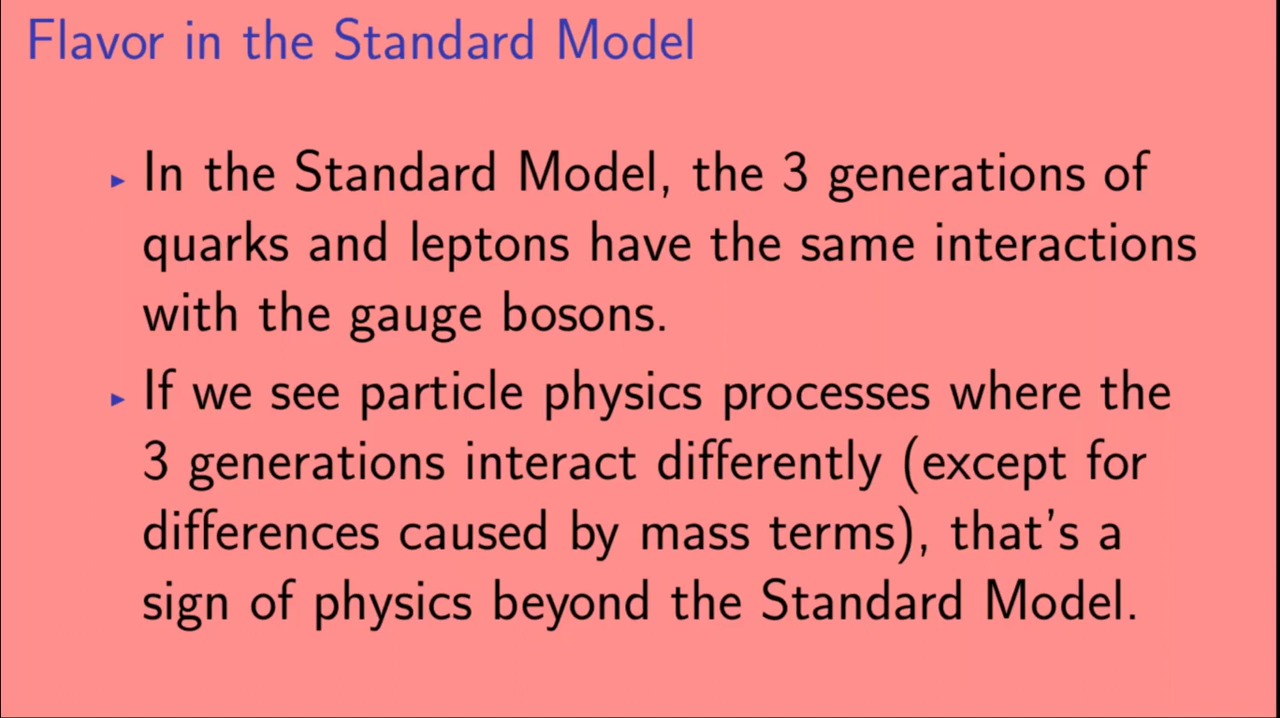 Flavor in the Standard Model
▸ In the Standard Model, the 3 generations of
quarks and leptons have the same interactions
with the gauge bosons.
▸ If we see particle physics processes where the
3 generations interact differently (except for
differences caused by mass terms), that's a
sign of physics beyond the Standard Model.